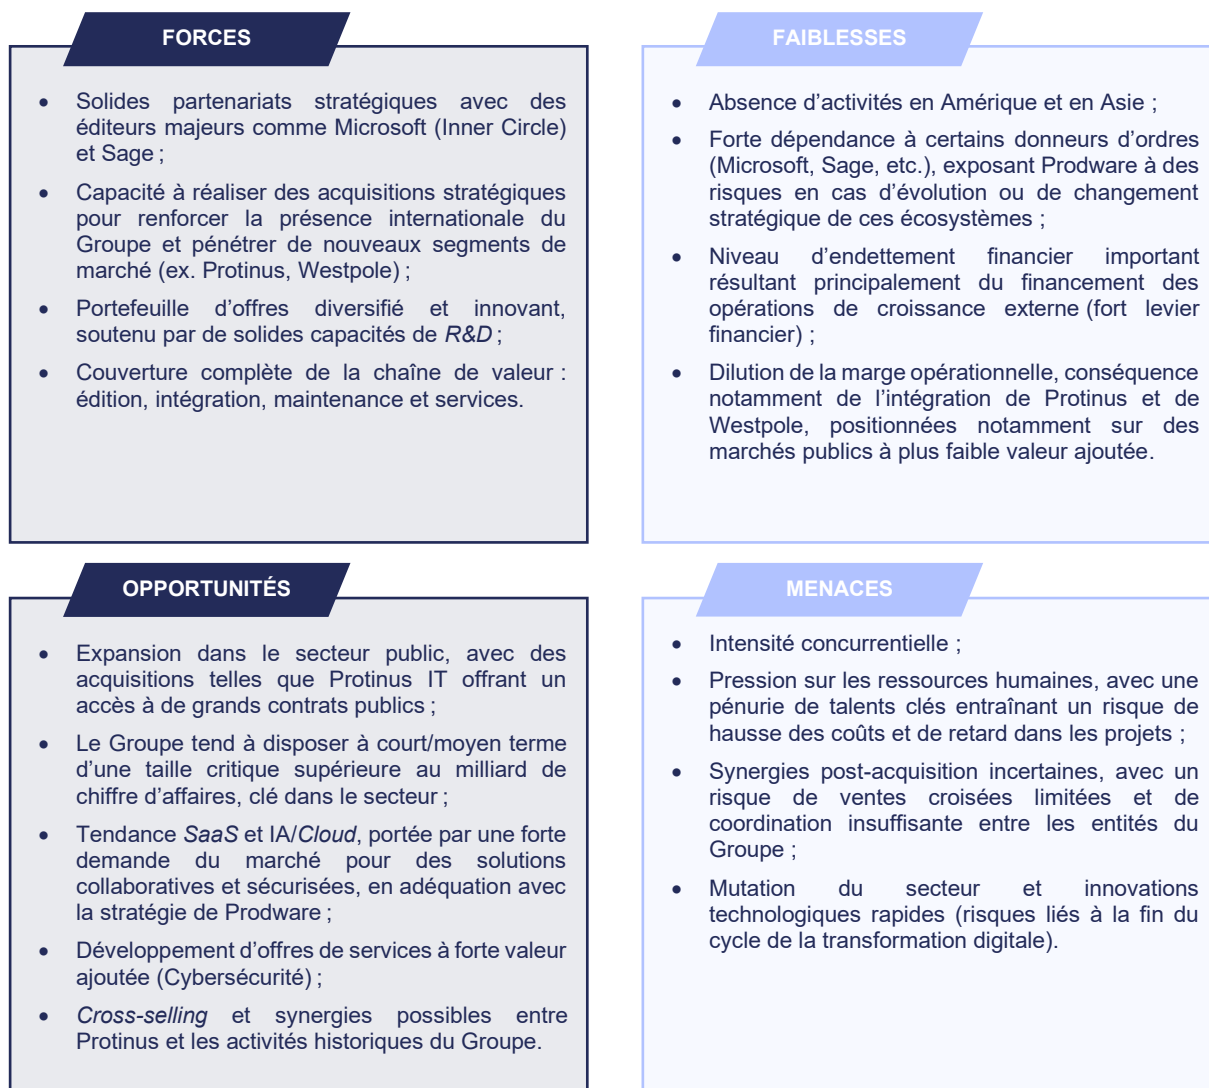 FORCES
• Solides partenariats stratégiques avec des
éditeurs majeurs comme Microsoft (Inner Circle)
et Sage ;
• Capacité à réaliser des acquisitions stratégiques
pour renforcer la présence internationale du
Groupe et pénétrer de nouveaux segments de
marché (ex. Protinus, Westpole) ;
• Portefeuille d’offres diversifié et innovant,
soutenu par de solides capacités de R&D ;
• Couverture complète de la chaîne de valeur :
édition, intégration, maintenance et services.
FAIBLESSES
• Absence d’activités en Amérique et en Asie ;
• Forte dépendance à certains donneurs d’ordres
(Microsoft, Sage, etc.), exposant Prodware à des
risques en cas d’évolution ou de changement
stratégique de ces écosystèmes ;
• Niveau d’endettement financier important
résultant principalement du financement des
opérations de croissance externe (fort levier
financier) ;
• Dilution de la marge opérationnelle, conséquence
notamment de l’intégration de Protinus et de
Westpole, positionnées notamment sur des
marchés publics à plus faible valeur ajoutée.
OPPORTUNITÉS
• Expansion dans le secteur public, avec des
acquisitions telles que Protinus IT offrant un
accès à de grands contrats publics ;
• Le Groupe tend à disposer à court/moyen terme
d’une taille critique supérieure au milliard de
chiffre d’affaires, clé dans le secteur ;
• Tendance SaaS et IA/Cloud, portée par une forte
demande du marché pour des solutions
collaboratives et sécurisées, en adéquation avec
la stratégie de Prodware ;
• Développement d’offres de services à forte valeur
ajoutée (Cybersécurité) ;
• Cross-selling et synergies possibles entre
Protinus et les activités historiques du Groupe.
MENACES
• Intensité concurrentielle ;
• Pression sur les ressources humaines, avec une
pénurie de talents clés entraînant un risque de
hausse des coûts et de retard dans les projets ;
• Synergies post-acquisition incertaines, avec un
risque de ventes croisées limitées et de
coordination insuffisante entre les entités du
Groupe ;
• Mutation du secteur et innovations
technologiques rapides (risques liés à la fin du
cycle de la transformation digitale).